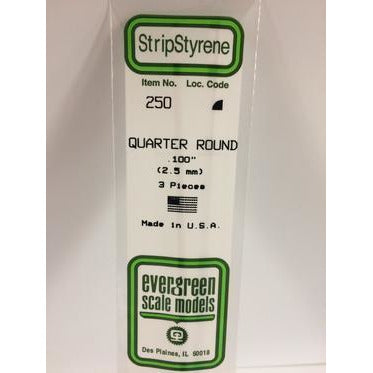 StripStyrene
Item No. Loc. Code
250
QUARTER ROUND
.100"
(2.5 mm)
3 Pieces
Made in U.S.A.
evergreen
scale models
Des Plaines, IL 60018